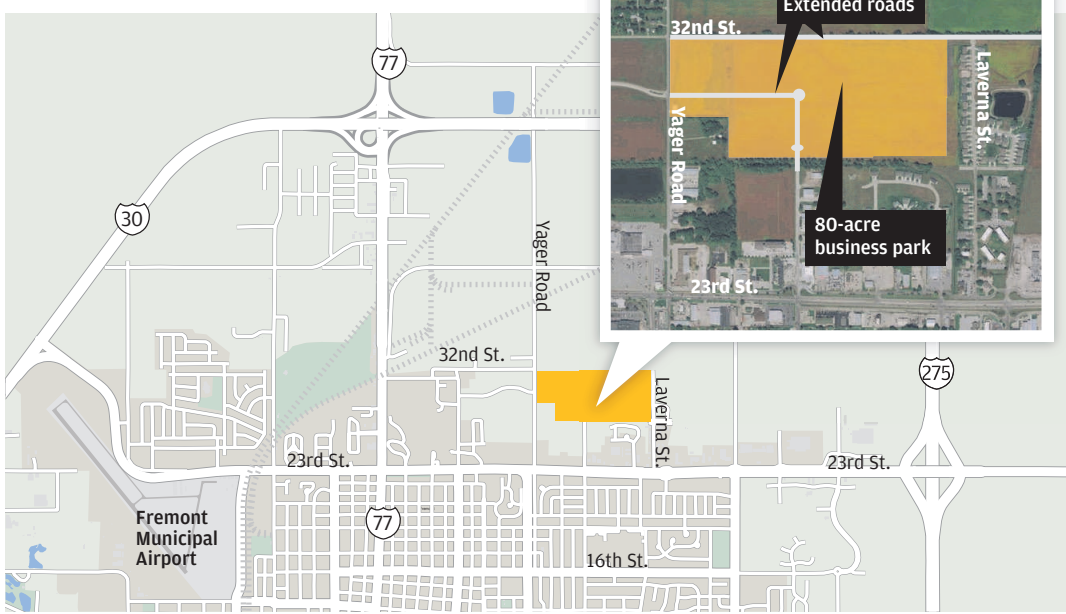 Extended roads
32nd St.
Laverna St.
Yager Road
80-acre
business park
23rd St.
77
30
Yager Road
32nd St.
Laverna St.
275
23rd St.
23rd St.
Fremont
Municipal
Airport
77
16th St.